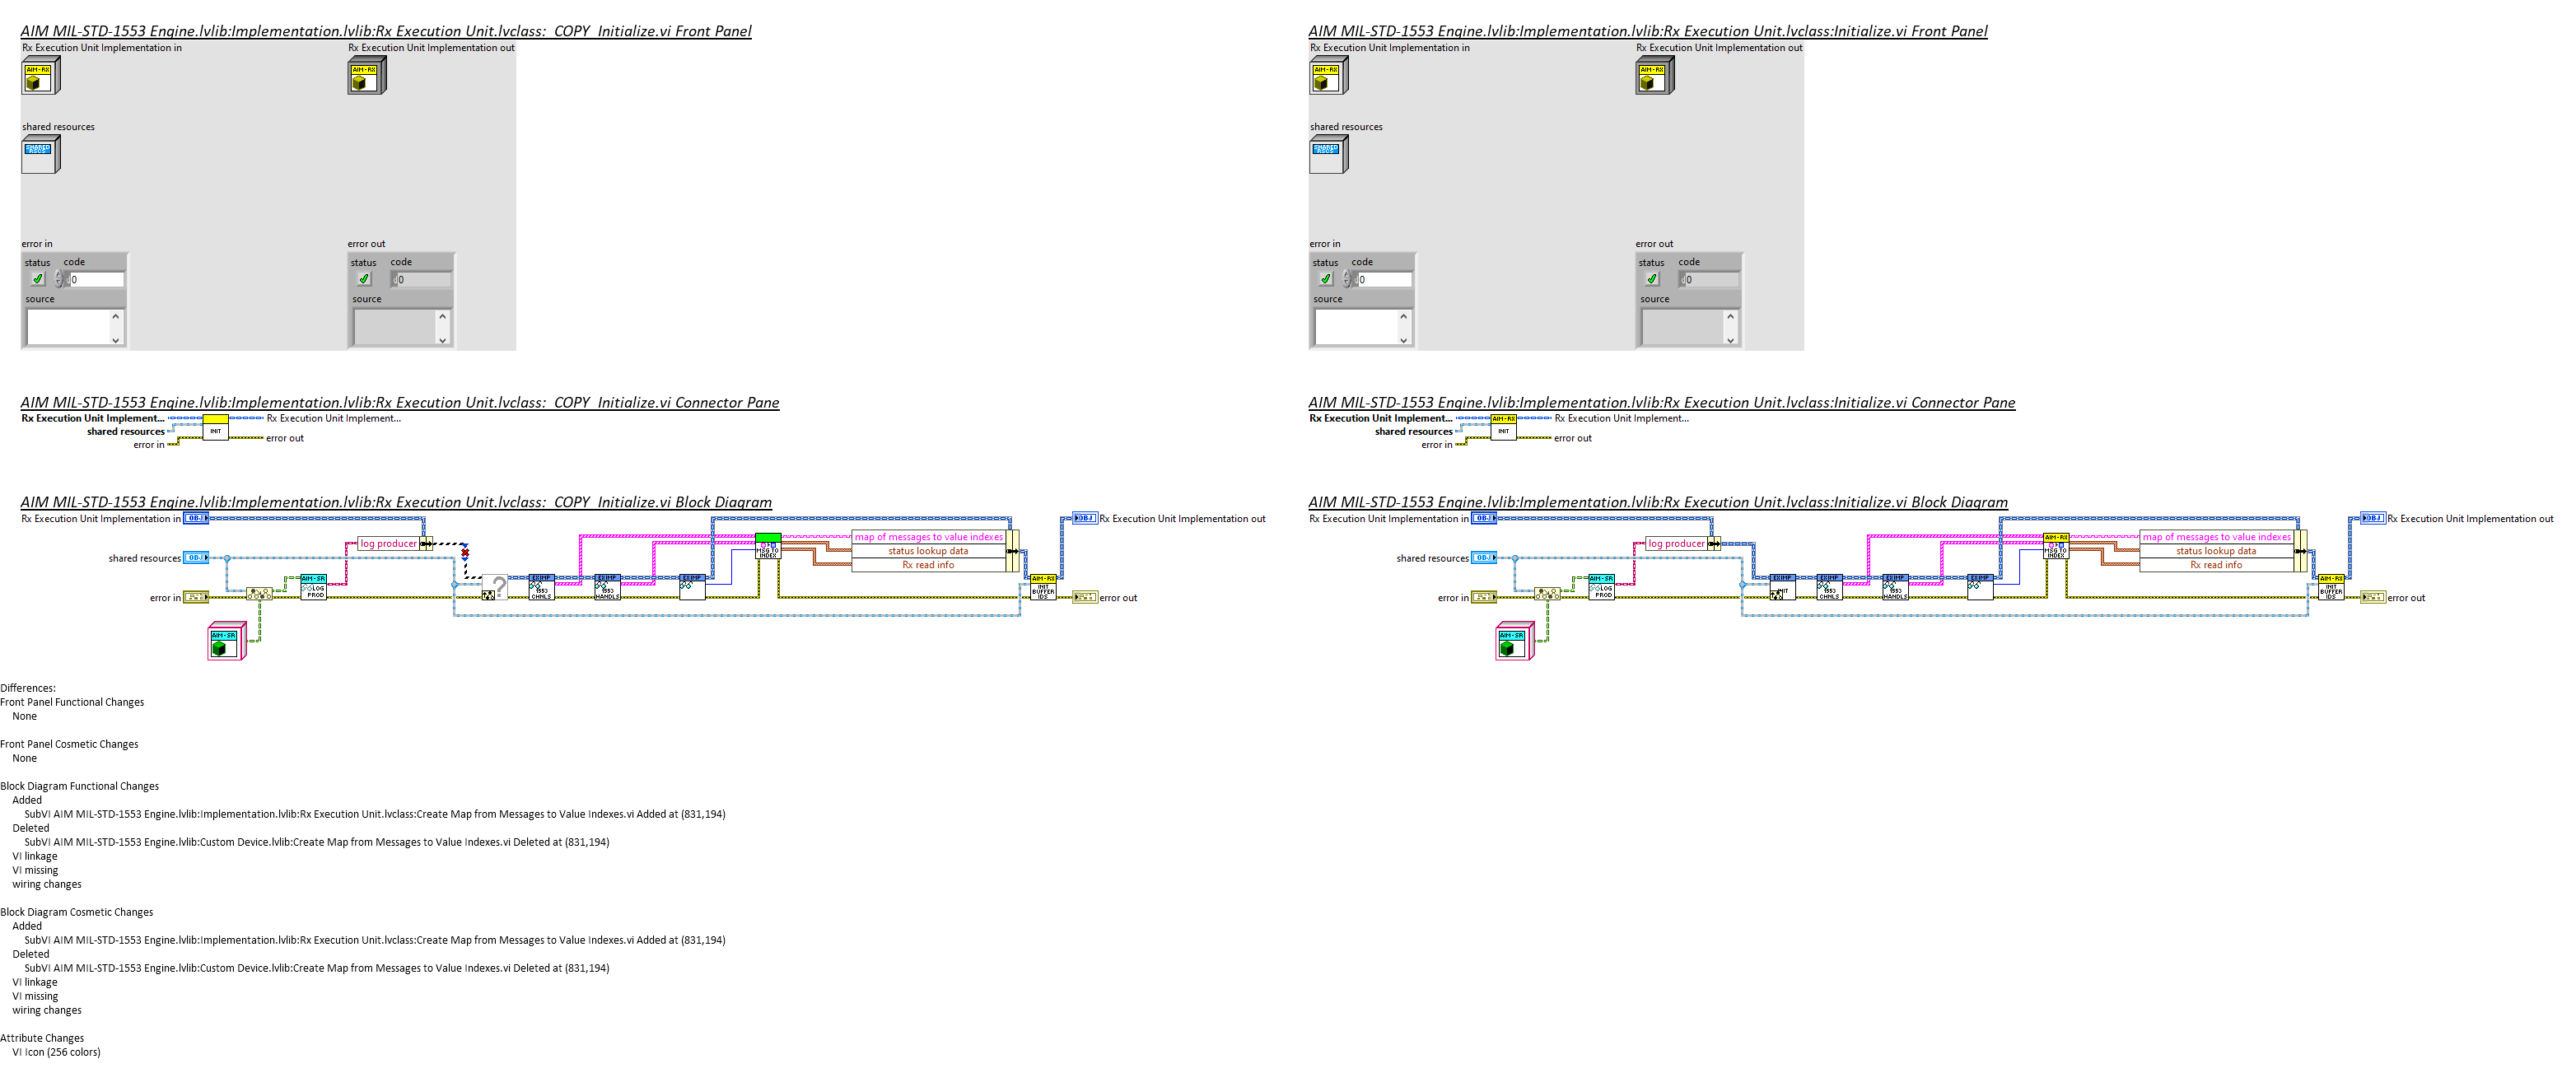 AIM MIL-STD-1553 Engine.lvlib:Implementation.lvlib:Rx Execution Unit.lvclass:_COPY_Initialize.vi Front Panel
Rx Execution Unit Implementation in
Rx Execution Unit Implementation out
AIM-RX
AIM-RX
shared resources
SHARED
RSCS
error in
error out
status
code
status
code
0
0
source
source
AIM MIL-STD-1553 Engine.lvlib:Implementation.lvlib:Rx Execution Unit.lvclass:_COPY_Initialize.vi Connector Pane
Rx Execution Unit Implement...
Rx Execution Unit Implement...
INIT
shared resources
error in
error out
AIM MIL-STD-1553 Engine.lvlib:Implementation.lvlib:Rx Execution Unit.lvclass:_COPY_Initialize.vi Block Diagram
Rx Execution Unit Implementation in
OBJ
OBJ
Rx Execution Unit Implementation out
log producer
map of messages to value indexes
status lookup data
Rx read info
MSG TO
INDEX
shared resources
OBJ
AIM-SR
LOG
PROD
?
EXIMP
1553
CHNLS
EXIMP
1553
HANDLS
EXIMP
AIM-RX
INIT
BUFFER
IDS
error in
error out
AIM-SR
AIM MIL-STD-1553 Engine.lvlib:Implementation.lvlib:Rx Execution Unit.lvclass:Initialize.vi Front Panel
Rx Execution Unit Implementation in
Rx Execution Unit Implementation out
AIM-RX
AIM-RX
shared resources
SHARED
RSCS
error in
error out
status
code
status
code
0
0
source
source
AIM MIL-STD-1553 Engine.lvlib:Implementation.lvlib:Rx Execution Unit.lvclass:Initialize.vi Connector Pane
Rx Execution Unit Implement...
Rx Execution Unit Implement...
AIM-RX
INIT
shared resources
error in
error out
AIM MIL-STD-1553 Engine.lvlib:Implementation.lvlib:Rx Execution Unit.lvclass:Initialize.vi Block Diagram
Rx Execution Unit Implementation in
OBJ
OBJ
Rx Execution Unit Implementation out
log producer
map of messages to value indexes
status lookup data
Rx read info
AIM-RX
MSG TO
INDEX
shared resources
OBJ
AIM-SR
LOG
PROD
EXIMP
INIT
EXIMP
1553
CHNLS
EXIMP
1553
HANDLS
EXIMP
AIM-RX
INIT
BUFFER
IDS
error in
error out
AIM-SR
Differences:
Front Panel Functional Changes
None
Front Panel Cosmetic Changes
None
Block Diagram Functional Changes
Added
SubVI AIM MIL-STD-1553 Engine.lvlib:Implementation.lvlib:Rx Execution Unit.lvclass:Create Map from Messages to Value Indexes.vi Added at (831,194)
Deleted
SubVI AIM MIL-STD-1553 Engine.lvlib:Custom Device.lvlib:Create Map from Messages to Value Indexes.vi Deleted at (831,194)
VI linkage
VI missing
wiring changes
Block Diagram Cosmetic Changes
Added
SubVI AIM MIL-STD-1553 Engine.lvlib:Implementation.lvlib:Rx Execution Unit.lvclass:Create Map from Messages to Value Indexes.vi Added at (831,194)
Deleted
SubVI AIM MIL-STD-1553 Engine.lvlib:Custom Device.lvlib:Create Map from Messages to Value Indexes.vi Deleted at (831,194)
VI linkage
VI missing
wiring changes
Attribute Changes
VI Icon (256 colors)